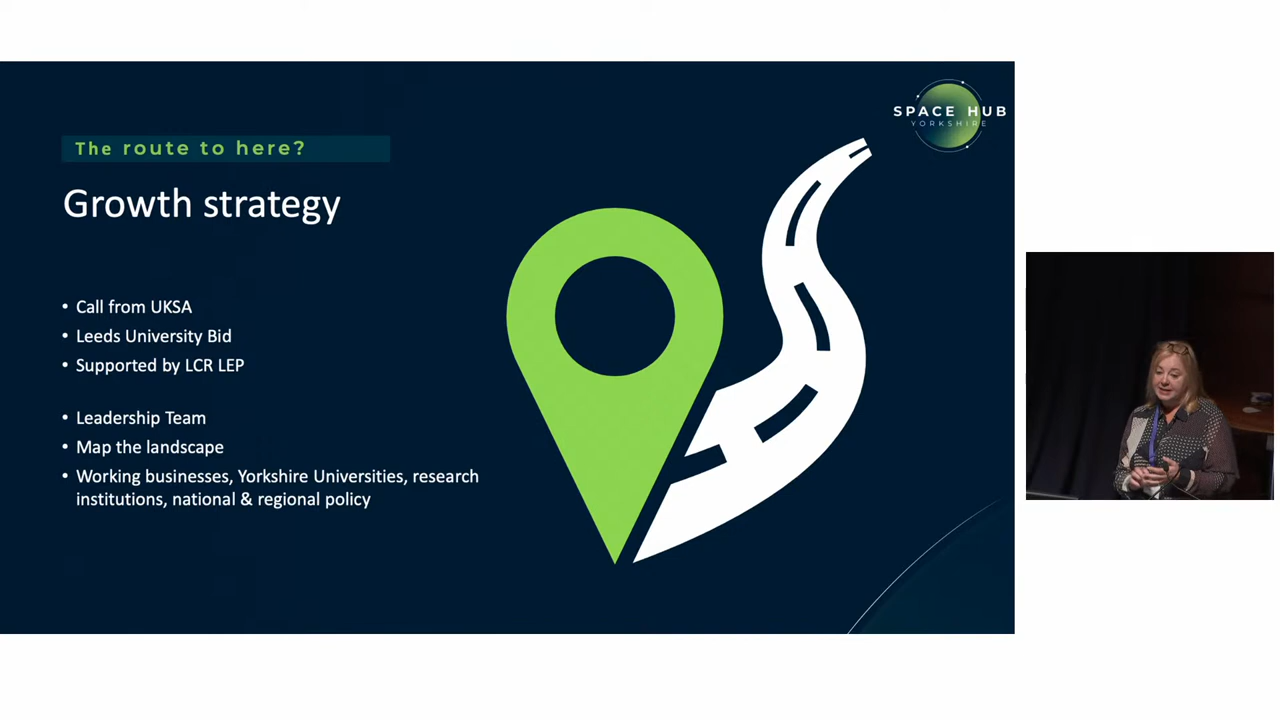 SPACE HUB
YORKSHIRE
The route to here?
Growth strategy
• Call from UKSA
• Leeds University Bid
• Supported by LCR LEP
• Leadership Team
• Map the landscape
• Working businesses, Yorkshire Universities, research
institutions, national & regional policy